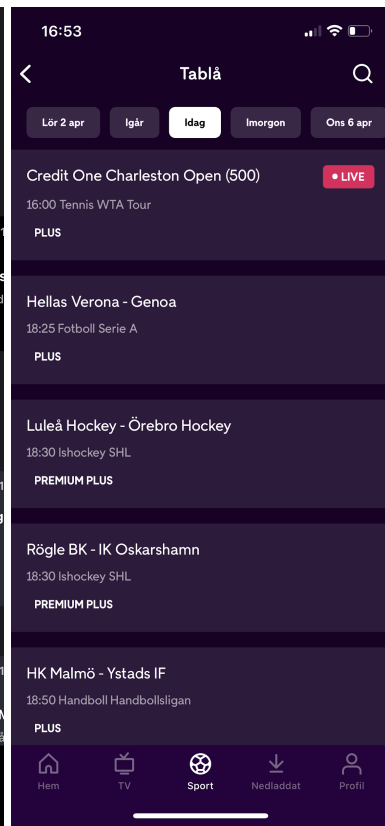 16:53
Tablå
Lör 2 apr Igår Idag Imorgon Ons 6 apr
Credit One Charleston Open (500)
LIVE
16:00 Tennis WTA Tour
PLUS
Hellas Verona - Genoa
18:25 Fotboll Serie A
PLUS
Luleå Hockey - Örebro Hockey
18:30 Ishockey SHL
PREMIUM PLUS
Rögle BK - IK Oskarshamn
18:30 Ishockey SHL
PREMIUM PLUS
HK Malmö - Ystads IF
18:50 Handboll Handbollsligan
PLUS
Hem TV Sport Nedladdat Profil